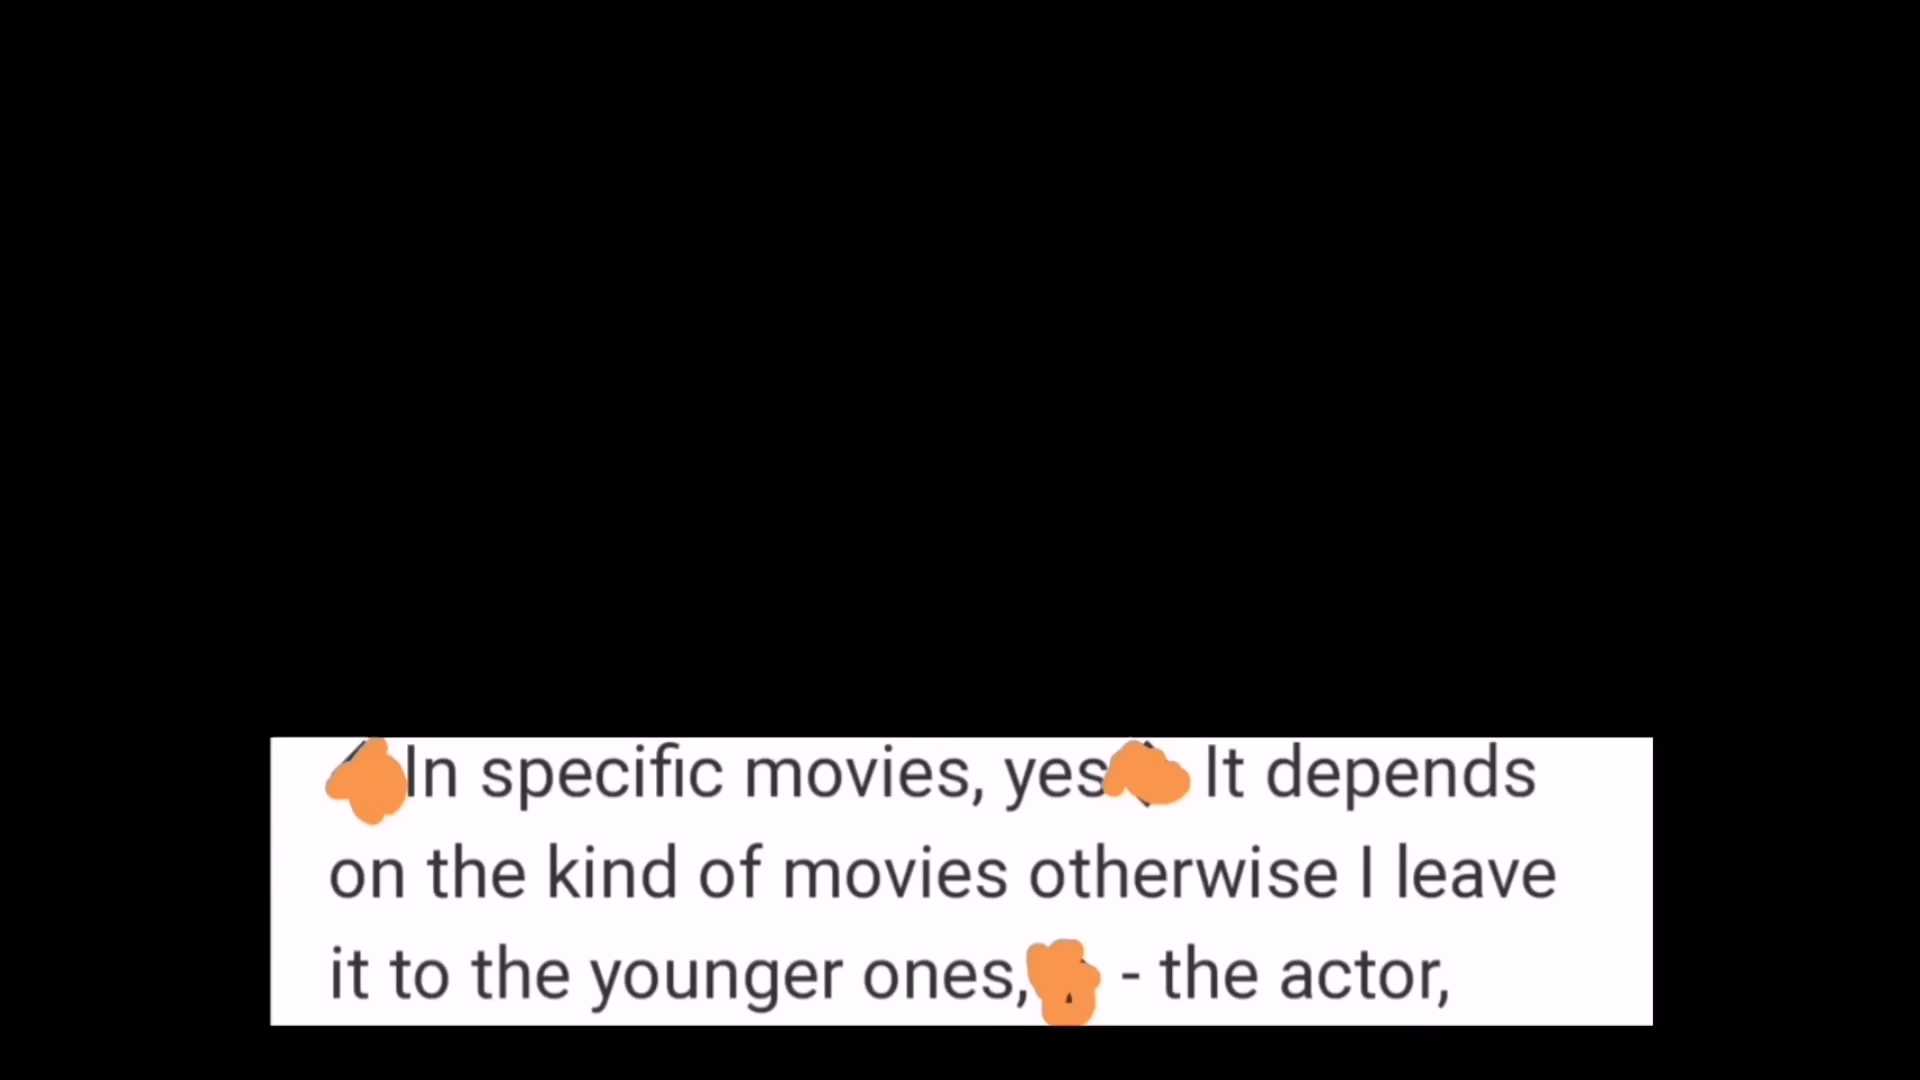 In specific movies, yes It depends
on the kind of movies otherwise I leave
it to the younger ones, - the actor,